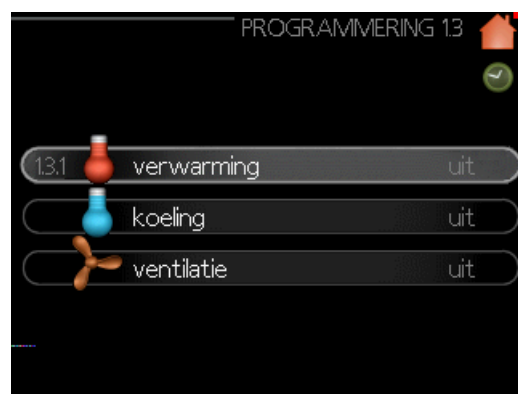 PROGRAMMERING 1.3
1.3.1 verwarming uit
koeling uit
ventilatie uit